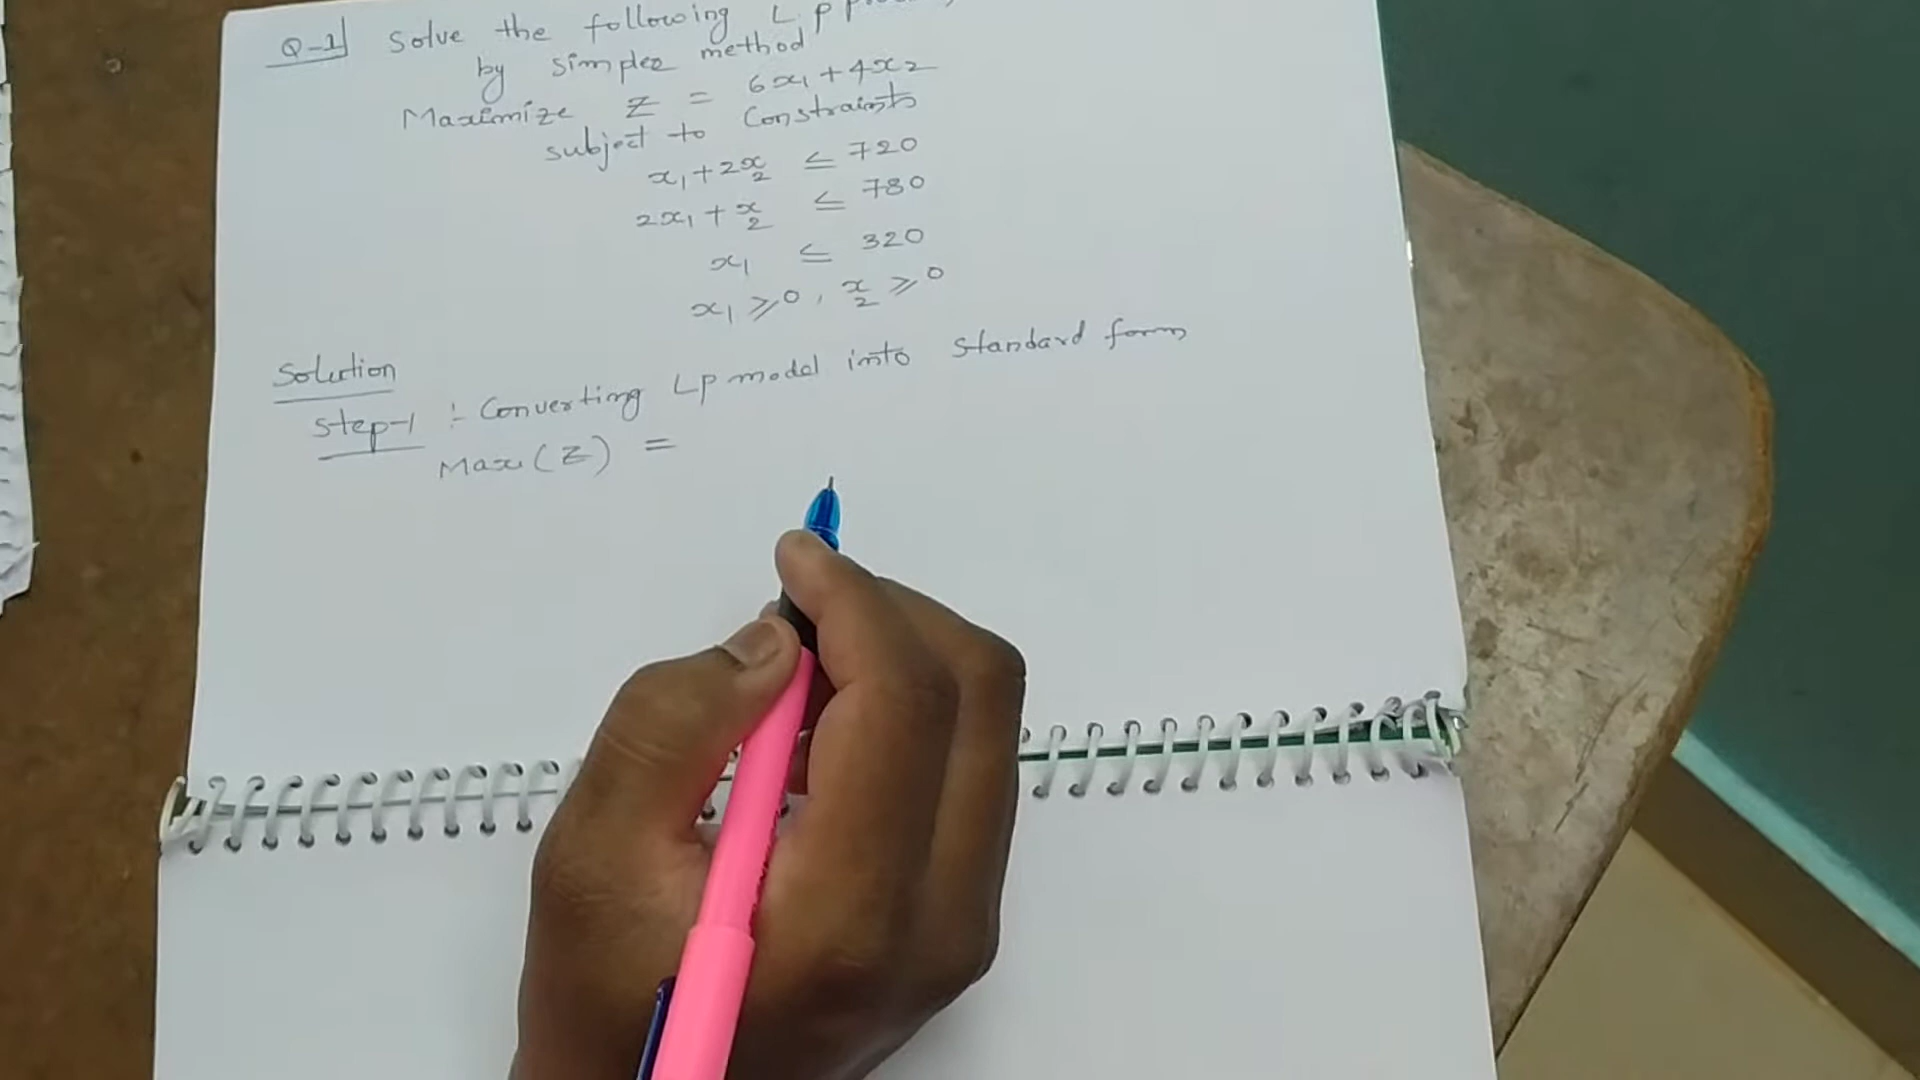 Q-1] Solve the following L.P
by simplex method
Maximize Z = 6x₁ + 4x₂
subject to constraints
x₁ + 2x₂ ≤ 720
2x₁ + x₂ ≤ 780
x₁ ≤ 320
x₁ ≥ 0, x₂ ≥ 0
Solution
Step-1 :- Converting LP model into standard form
Max (Z) =